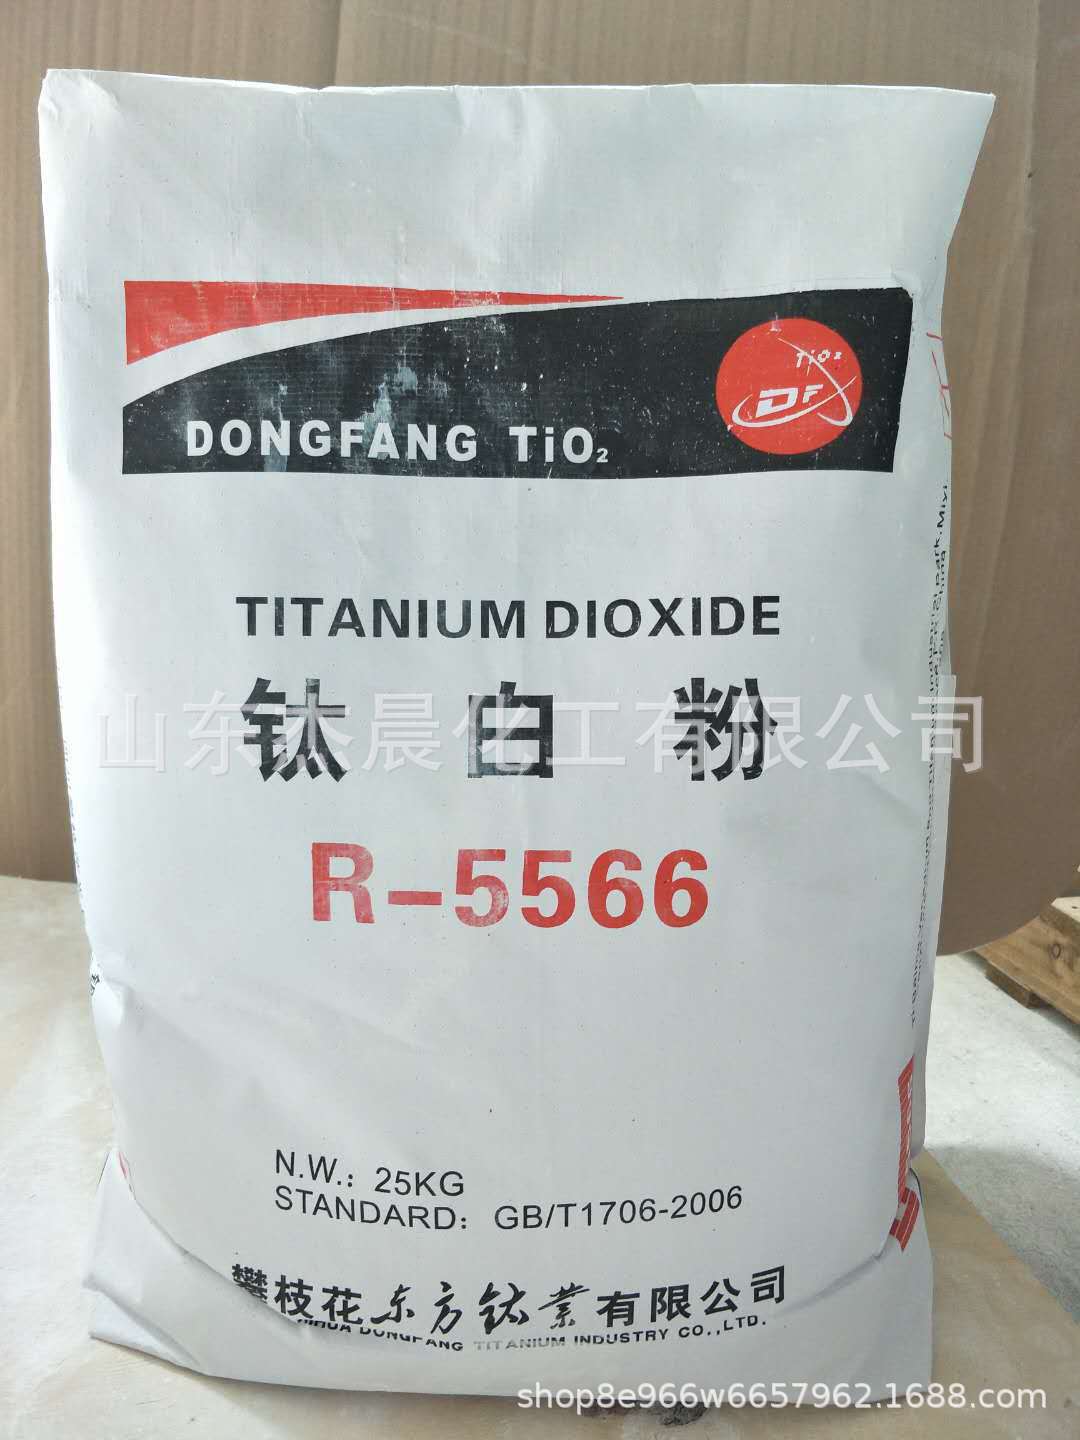 TiO2
DF
DONGFANG TiO2
TITANIUM DIOXIDE
钛白粉
山东杰晨化工有限公司
R-5566
N.W.: 25KG
STANDARD: GB/T1706-2006
攀枝花东方钛業有限公司
DONGFANG TITANIUM INDUSTRY CO.,LTD.
shop8e966w6657962.1688.com